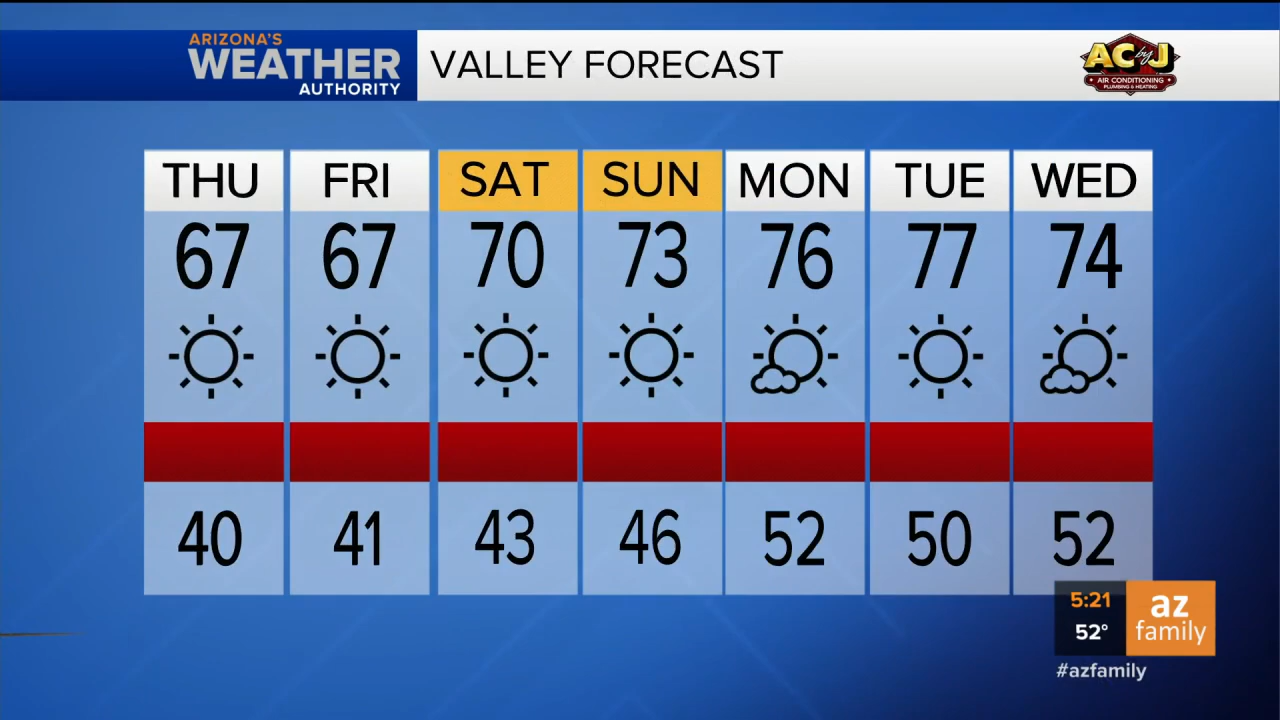 ARIZONA'S
WEATHER
AUTHORITY
VALLEY FORECAST
AC by J
AIR CONDITIONING
PLUMBING & HEATING
THU FRI SAT SUN MON TUE WED
67 67 70 73 76 77 74
40 41 43 46 52 50 52
5:21
52°
az
family
#azfamily